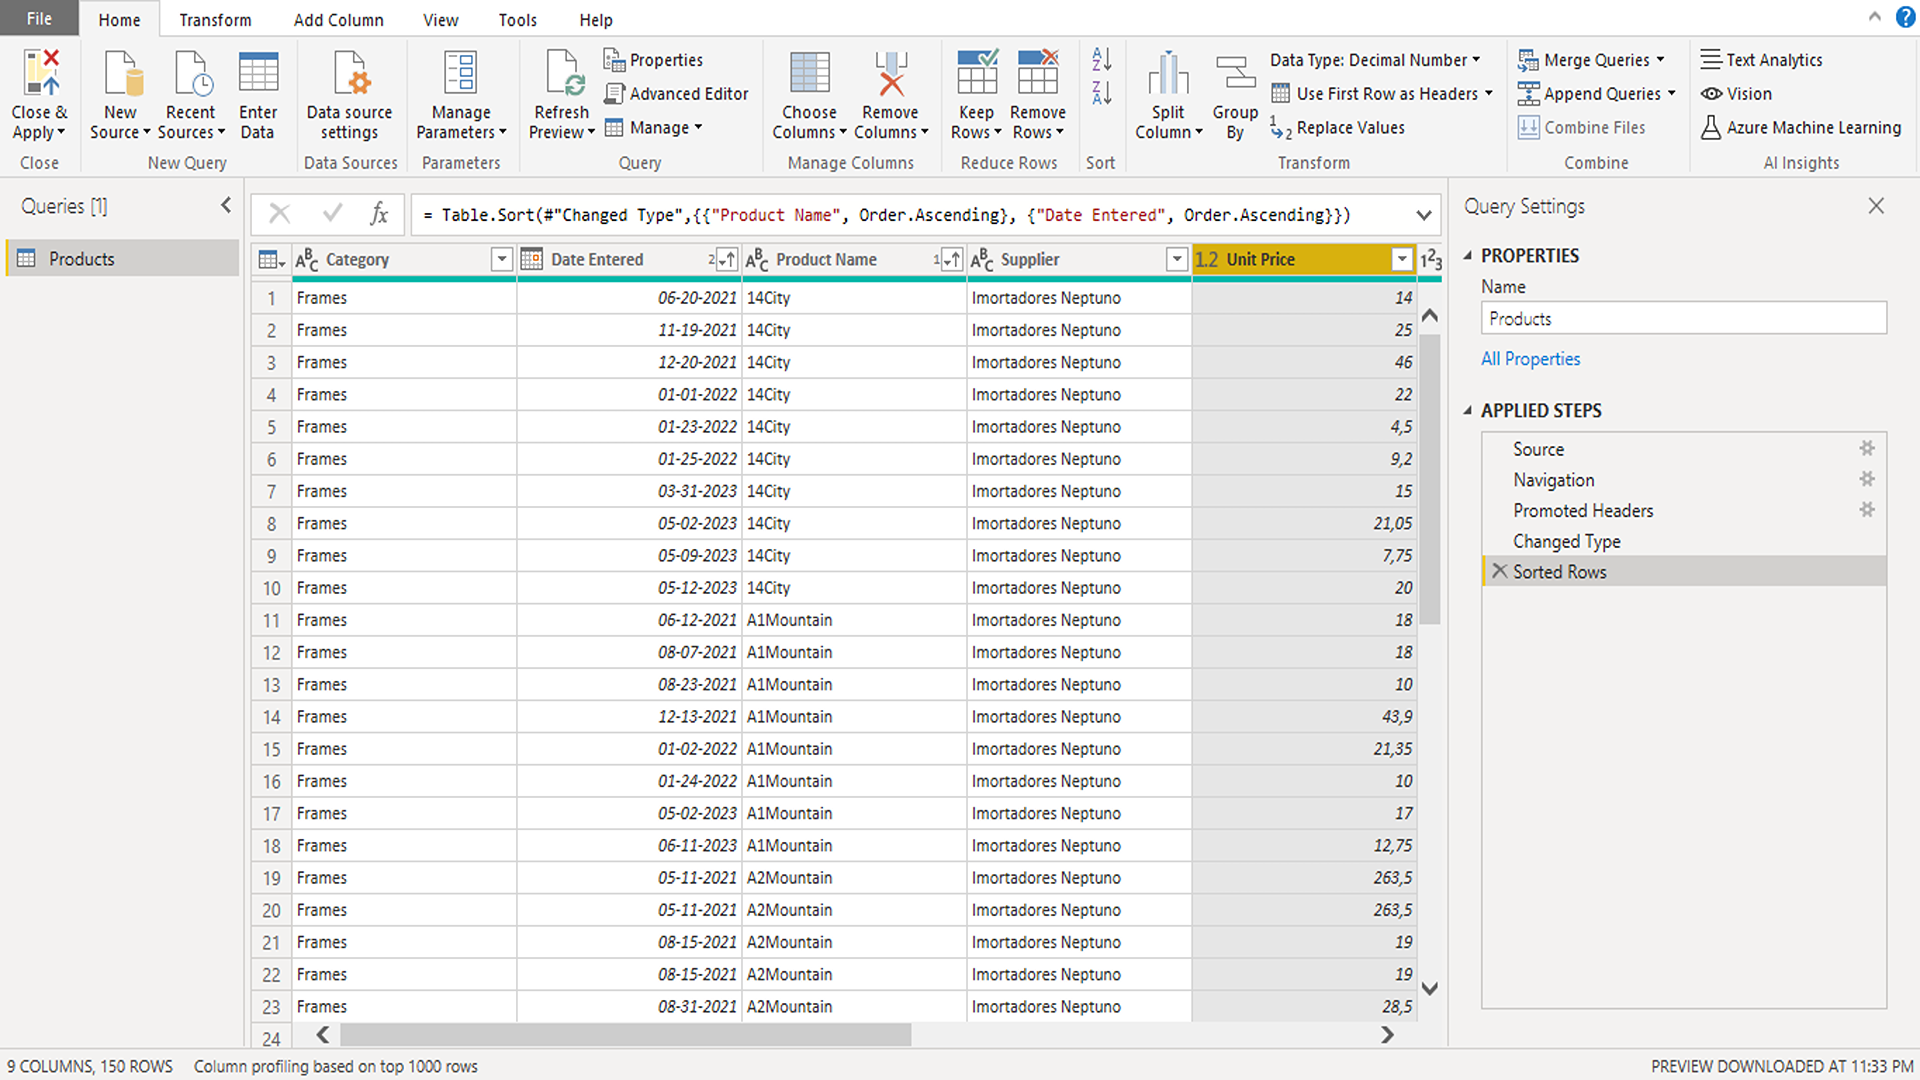 File Home Transform Add Column View Tools Help
Close & Apply
New Source
Recent Sources
Enter Data
Data source settings
Manage Parameters
Refresh Preview
Properties
Advanced Editor
Manage
Choose Columns
Remove Columns
Keep Rows
Remove Rows
Split Column
Group By
Data Type: Decimal Number
Use First Row as Headers
Replace Values
Merge Queries
Append Queries
Combine Files
Text Analytics
Vision
Azure Machine Learning
Close New Query Data Sources Parameters Query Manage Columns Reduce Rows Sort Transform Combine AI Insights
Queries [1]
Products
fx = Table.Sort(#"Changed Type",{{"Product Name", Order.Ascending}, {"Date Entered", Order.Ascending}})
ABC Category Date Entered 2 ABC Product Name 1 ABC Supplier 1.2 Unit Price 123
1 Frames 06-20-2021 14City Imortadores Neptuno 14
2 Frames 11-19-2021 14City Imortadores Neptuno 25
3 Frames 12-20-2021 14City Imortadores Neptuno 46
4 Frames 01-01-2022 14City Imortadores Neptuno 22
5 Frames 01-23-2022 14City Imortadores Neptuno 4,5
6 Frames 01-25-2022 14City Imortadores Neptuno 9,2
7 Frames 03-31-2023 14City Imortadores Neptuno 15
8 Frames 05-02-2023 14City Imortadores Neptuno 21,05
9 Frames 05-09-2023 14City Imortadores Neptuno 7,75
10 Frames 05-12-2023 14City Imortadores Neptuno 20
11 Frames 06-12-2021 A1Mountain Imortadores Neptuno 18
12 Frames 08-07-2021 A1Mountain Imortadores Neptuno 18
13 Frames 08-23-2021 A1Mountain Imortadores Neptuno 10
14 Frames 12-13-2021 A1Mountain Imortadores Neptuno 43,9
15 Frames 01-02-2022 A1Mountain Imortadores Neptuno 21,35
16 Frames 01-24-2022 A1Mountain Imortadores Neptuno 10
17 Frames 05-02-2023 A1Mountain Imortadores Neptuno 17
18 Frames 06-11-2023 A1Mountain Imortadores Neptuno 12,75
19 Frames 05-11-2021 A2Mountain Imortadores Neptuno 263,5
20 Frames 05-11-2021 A2Mountain Imortadores Neptuno 263,5
21 Frames 08-15-2021 A2Mountain Imortadores Neptuno 19
22 Frames 08-15-2021 A2Mountain Imortadores Neptuno 19
23 Frames 08-31-2021 A2Mountain Imortadores Neptuno 28,5
24
Query Settings
PROPERTIES
Name
Products
All Properties
APPLIED STEPS
Source
Navigation
Promoted Headers
Changed Type
Sorted Rows
9 COLUMNS, 150 ROWS Column profiling based on top 1000 rows PREVIEW DOWNLOADED AT 11:33 PM